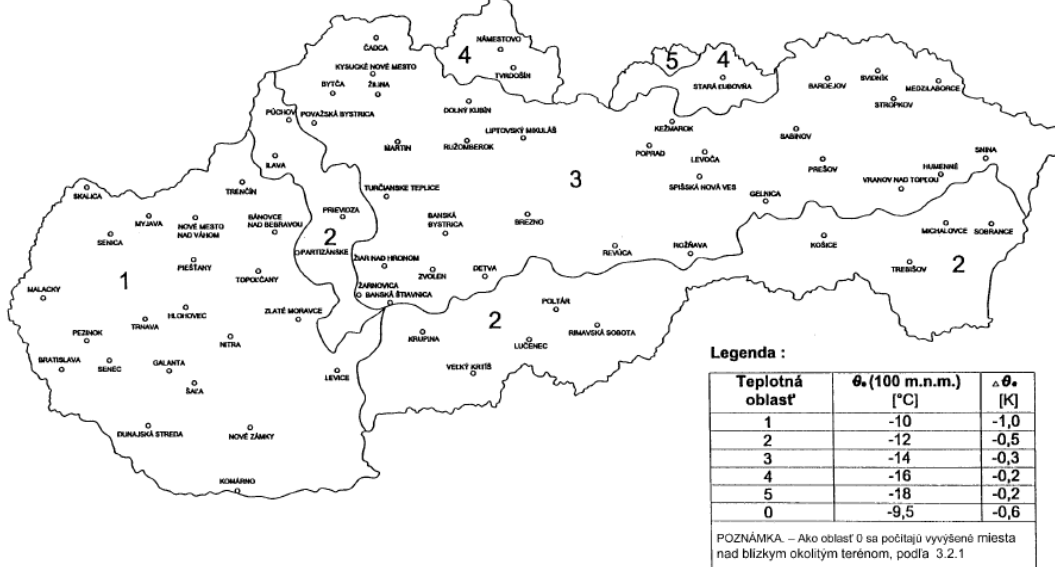 ČADCA
4
NÁMESTOVO
TVRDOŠÍN
5
4
STARÁ ĽUBOVŇA
SVIDNÍK
BARDEJOV
MEDZILABORCE
STROPKOV
KYSUCKÉ NOVÉ MESTO
BYTČA
ŽILINA
DOLNÝ KUBÍN
PÚCHOV
POVAŽSKÁ BYSTRICA
LIPTOVSKÝ MIKULÁŠ
KEŽMAROK
SABINOV
MARTIN
RUŽOMBEROK
POPRAD
LEVOČA
SNINA
ILAVA
PREŠOV
HUMENNÉ
TRENČÍN
TURČIANSKE TEPLICE
3
SPIŠSKÁ NOVÁ VES
VRANOV NAD TOPĽOU
SKALICA
GELNICA
MYJAVA
NOVÉ MESTO
NAD VÁHOM
BÁNOVCE
NAD BEBRAVOU
PRIEVIDZA
BANSKÁ
BYSTRICA
BREZNO
SENICA
2
PARTIZÁNSKE
REVÚCA
ROŽŇAVA
KOŠICE
MICHALOVCE
SOBRANCE
PIEŠTANY
TOPOĽČANY
ŽIAR NAD HRONOM
ZVOLEN
DETVA
TREBIŠOV
2
1
MALACKY
ŽARNOVICA
BANSKÁ ŠTIAVNICA
POLTÁR
HLOHOVEC
ZLATÉ MORAVCE
2
TRNAVA
RIMAVSKÁ SOBOTA
PEZINOK
NITRA
KRUPINA
LUČENEC
BRATISLAVA
SENEC
GALANTA
LEVICE
VEĽKÝ KRTÍŠ
ŠAĽA
DUNAJSKÁ STREDA
NOVÉ ZÁMKY
KOMÁRNO
Legenda :
Teplotná oblasť θe (100 m.n.m.) [°C] △θe [K]
1 -10 -1,0
2 -12 -0,5
3 -14 -0,3
4 -16 -0,2
5 -18 -0,2
0 -9,5 -0,6
POZNÁMKA. – Ako oblasť 0 sa počítajú vyvýšené miesta
nad blízkym okolitým terénom, podľa 3.2.1